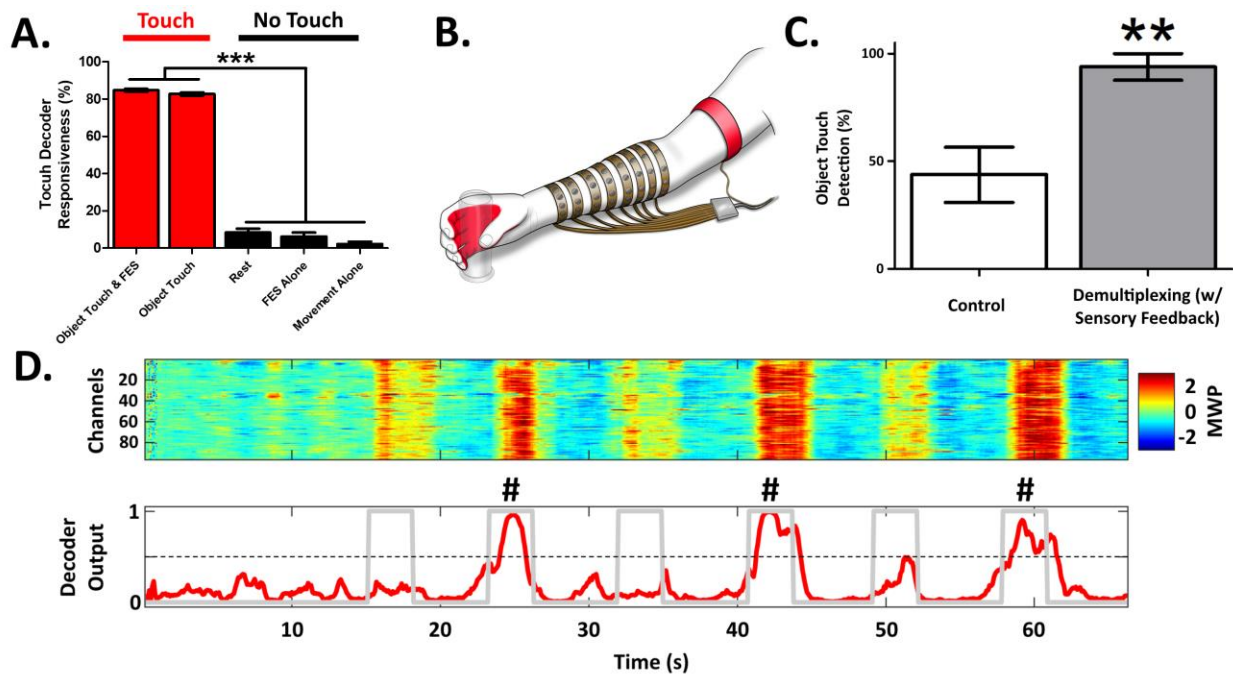 A.
Touch
No Touch
***
Tocuh Decoder
Responsiveness (%)
100
80
60
40
20
0
Object Touch & FES
Object Touch
Rest
FES Alone
Movement Alone
B.
C.
**
Object Touch
Detection (%)
100
50
0
Control
Demultiplexing (w/
Sensory Feedback)
D.
Channels
20
40
60
80
2
0
-2
MWP
# # #
Decoder
Output
1
0
10 20 30 40 50 60
Time (s)